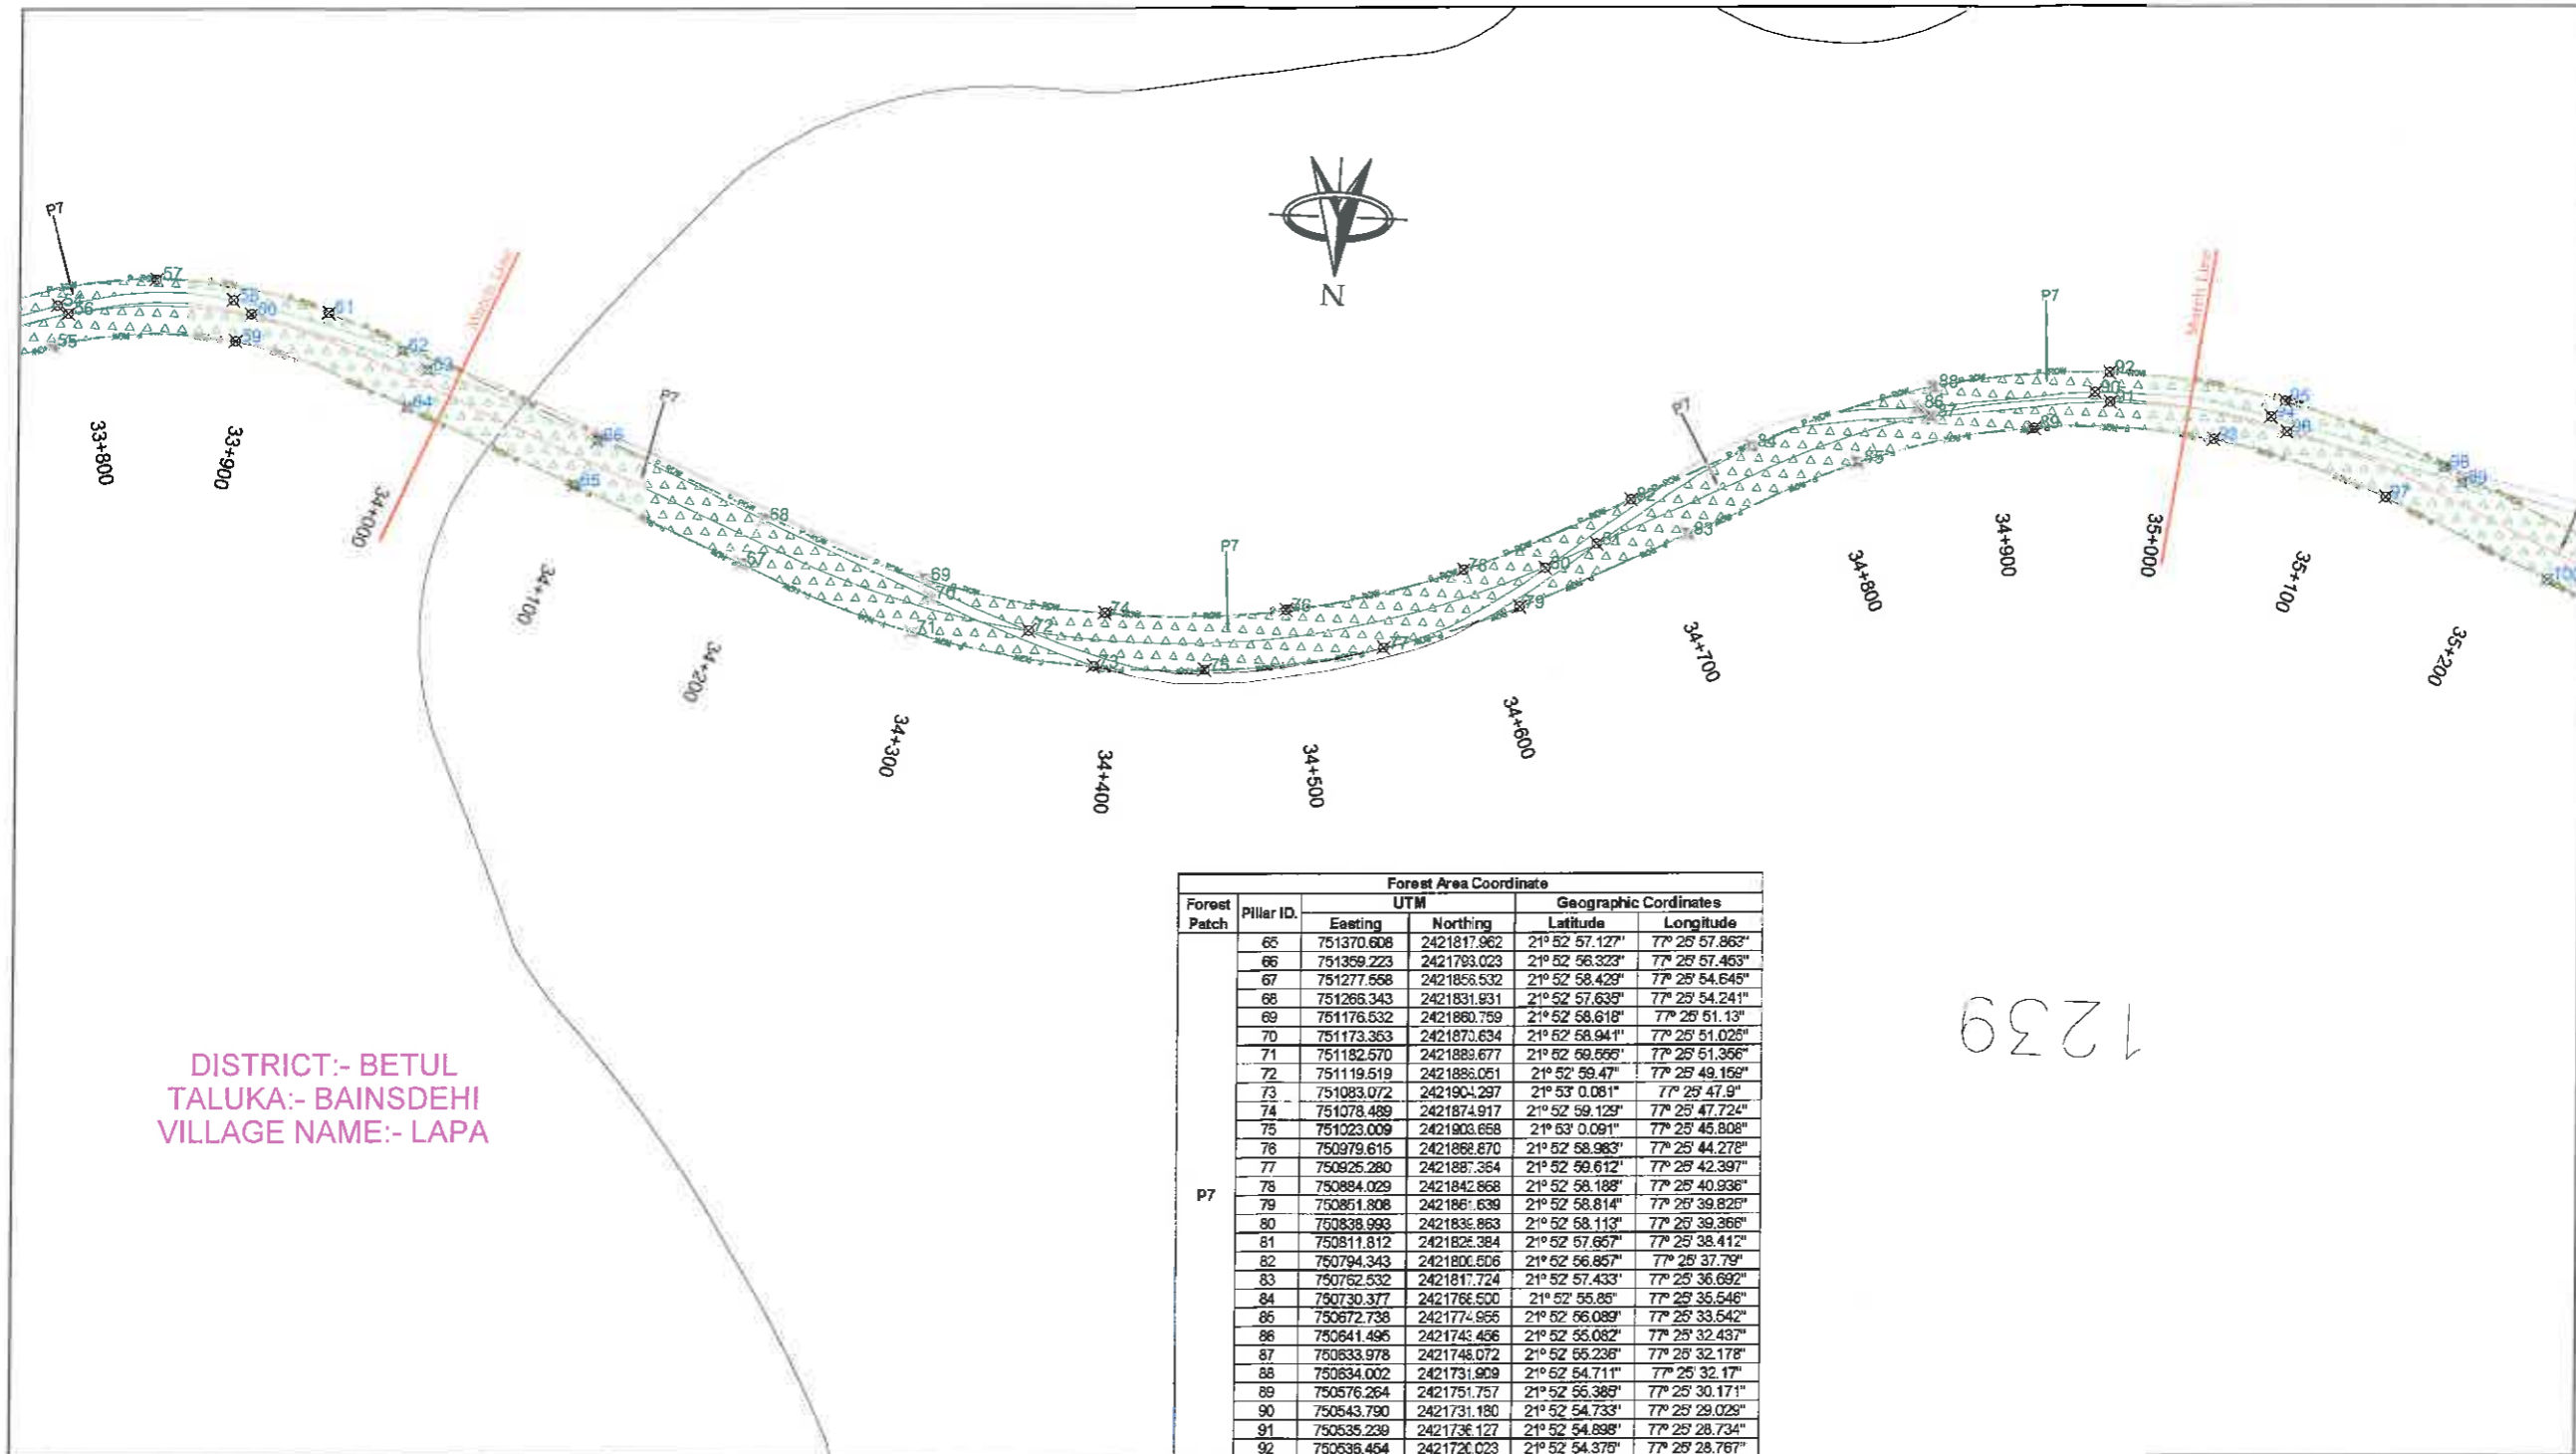 P7
57
54
56
55
58
60
59
61
62
63
64
Match Line
66
65
P7
68
67
69
70
71
72
74
73
P7
76
75
77
78
79
80
81
82
83
P7
84
85
86
87
88
89
P7
90
91
92
93
Match Line
95
94
96
97
98
99
100
N
33+800
33+900
34+000
34+100
34+200
34+300
34+400
34+500
34+600
34+700
34+800
34+900
35+000
35+100
35+200
DISTRICT:- BETUL
TALUKA:- BAINSDEHI
VILLAGE NAME:- LAPA
1239
Forest Area Coordinate
Forest Patch Pillar ID. UTM Geographic Cordinates
Easting Northing Latitude Longitude
P7
65 751370.608 2421817.962 21° 52' 57.127" 77° 25' 57.863"
66 751359.223 2421793.023 21° 52' 56.323" 77° 25' 57.453"
67 751277.558 2421856.532 21° 52' 58.429" 77° 25' 54.645"
68 751266.343 2421831.931 21° 52' 57.635" 77° 25' 54.241"
69 751176.532 2421860.759 21° 52' 58.618" 77° 25' 51.13"
70 751173.353 2421870.634 21° 52' 58.941" 77° 25' 51.025"
71 751182.570 2421889.677 21° 52' 59.555" 77° 25' 51.356"
72 751119.519 2421886.051 21° 52' 59.47" 77° 25' 49.159"
73 751083.072 2421904.297 21° 53' 0.081" 77° 25' 47.9"
74 751078.489 2421874.917 21° 52' 59.129" 77° 25' 47.724"
75 751023.009 2421903.658 21° 53' 0.091" 77° 25' 45.808"
76 750979.615 2421868.870 21° 52' 58.983" 77° 25' 44.278"
77 750925.280 2421887.354 21° 52' 59.612" 77° 25' 42.397"
78 750884.029 2421842.868 21° 52' 58.188" 77° 25' 40.936"
79 750851.808 2421861.639 21° 52' 58.814" 77° 25' 39.825"
80 750838.993 2421839.863 21° 52' 58.113" 77° 25' 39.366"
81 750811.812 2421825.384 21° 52' 57.657" 77° 25' 38.412"
82 750794.343 2421800.506 21° 52' 56.857" 77° 25' 37.79"
83 750762.532 2421817.724 21° 52' 57.433" 77° 25' 36.692"
84 750730.377 2421768.500 21° 52' 55.85" 77° 25' 35.546"
85 750672.738 2421774.955 21° 52' 56.089" 77° 25' 33.542"
86 750641.495 2421743.456 21° 52' 55.082" 77° 25' 32.437"
87 750633.978 2421748.072 21° 52' 55.236" 77° 25' 32.178"
88 750634.002 2421731.909 21° 52' 54.711" 77° 25' 32.17"
89 750576.264 2421751.757 21° 52' 55.385" 77° 25' 30.171"
90 750543.790 2421731.180 21° 52' 54.733" 77° 25' 29.029"
91 750535.239 2421736.127 21° 52' 54.898" 77° 25' 28.734"
92 750536.454 2421720.023 21° 52' 54.375" 77° 25' 28.767"